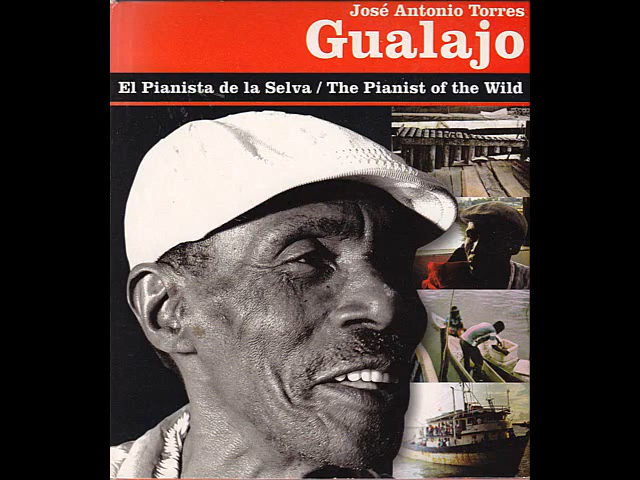 José Antonio Torres
Gualajo
El Pianista de la Selva / The Pianist of the Wild